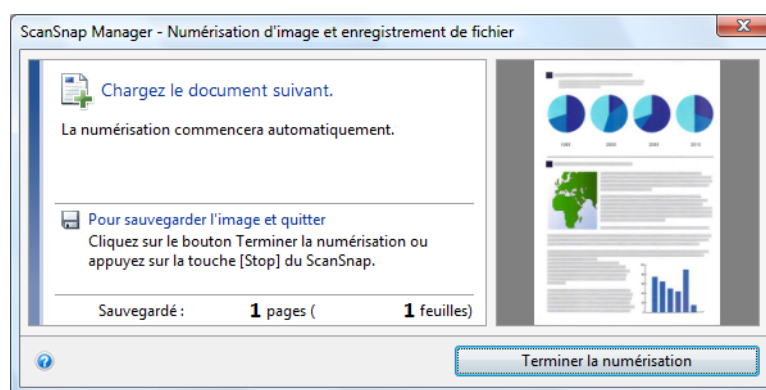 ScanSnap Manager - Numérisation d'image et enregistrement de fichier
Chargez le document suivant.
La numérisation commencera automatiquement.
Pour sauvegarder l'image et quitter
Cliquez sur le bouton Terminer la numérisation ou
appuyez sur la touche [Stop] du ScanSnap.
Sauvegardé : 1 pages ( 1 feuilles)
Terminer la numérisation